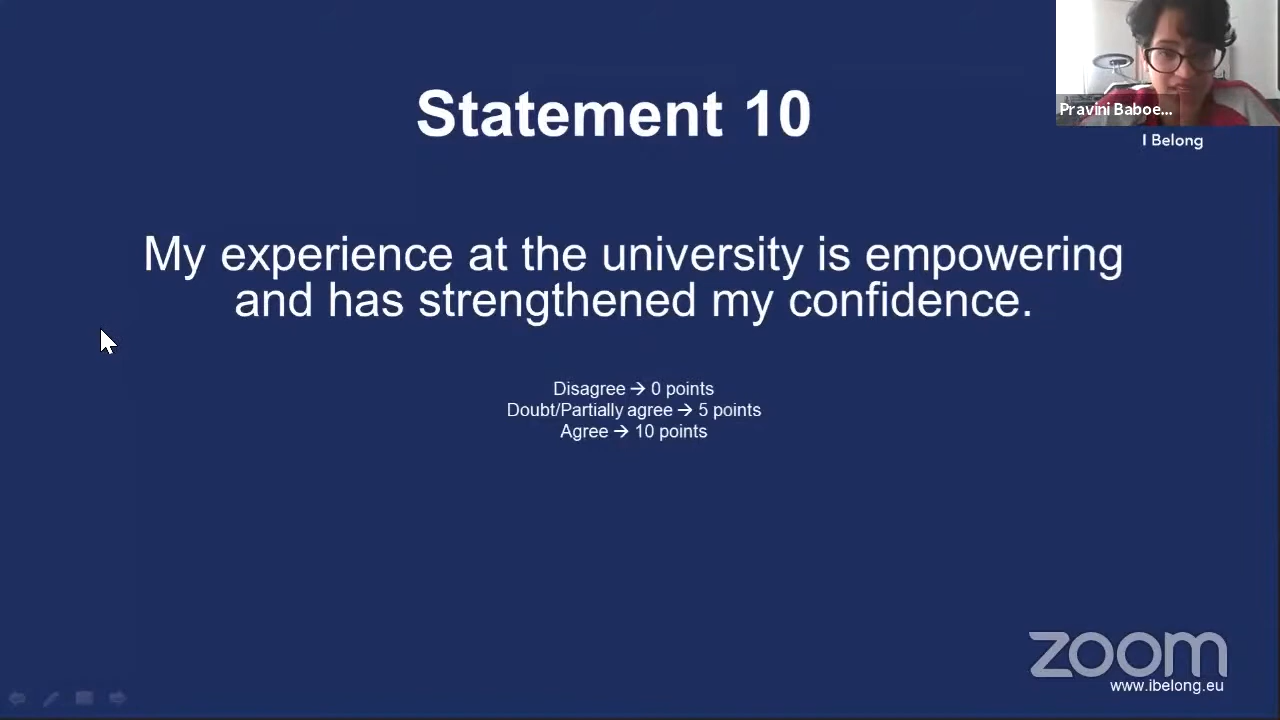 Statement 10
Pravini Baboe...
I Belong
My experience at the university is empowering
and has strengthened my confidence.
Disagree → 0 points
Doubt/Partially agree → 5 points
Agree → 10 points
zoom
www.ibelong.eu